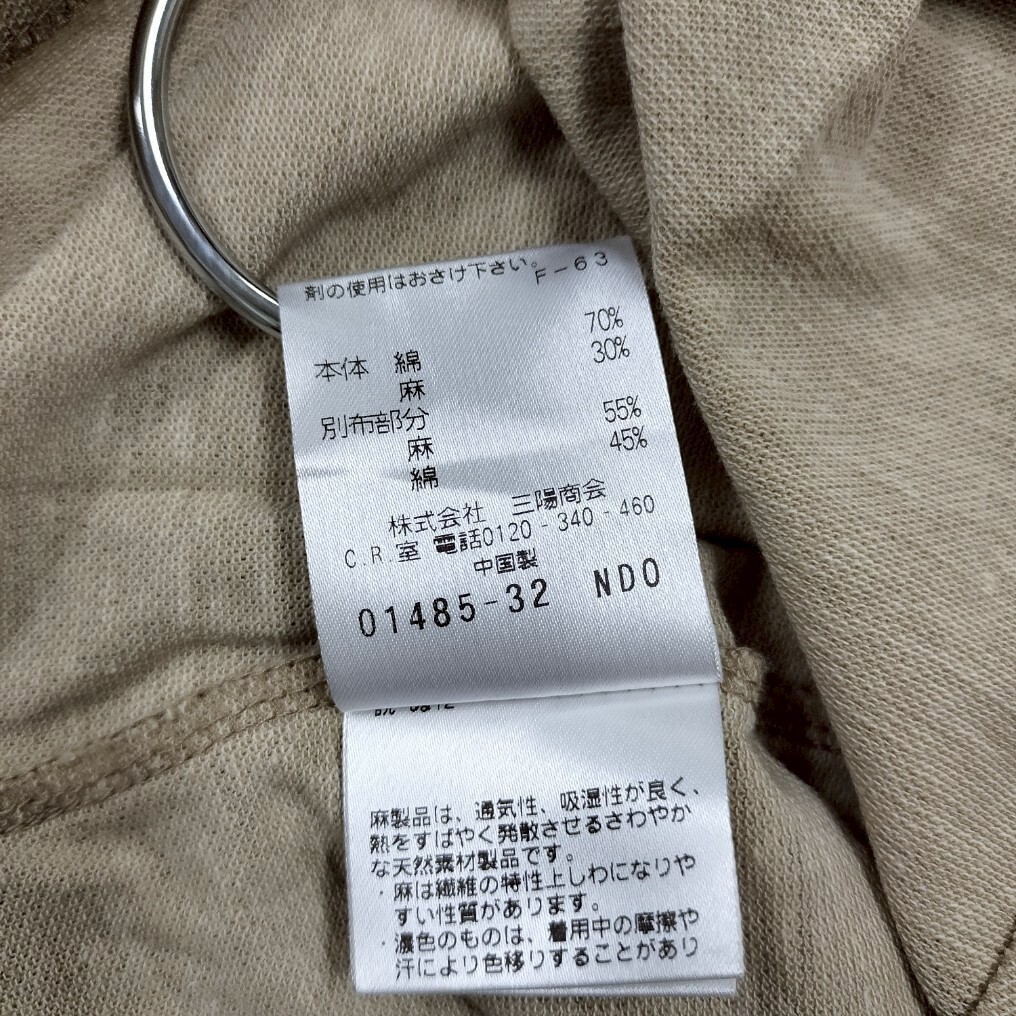 剤の使用はおさけ下さい。
F-63
本体 綿 70%
麻 30%
別布部分
麻 55%
綿 45%
株式会社 三陽商会
C.R.室 電話0120-340-460
中国製
01485-32 NDO
麻製品は、通気性、吸湿性が良く、
熱をすばやく発散させるさわやか
な天然素材製品です。
・麻は繊維の特性上しわになりや
すい性質があります。
・濃色のものは、着用中の摩擦や
汗により色移りすることがあり